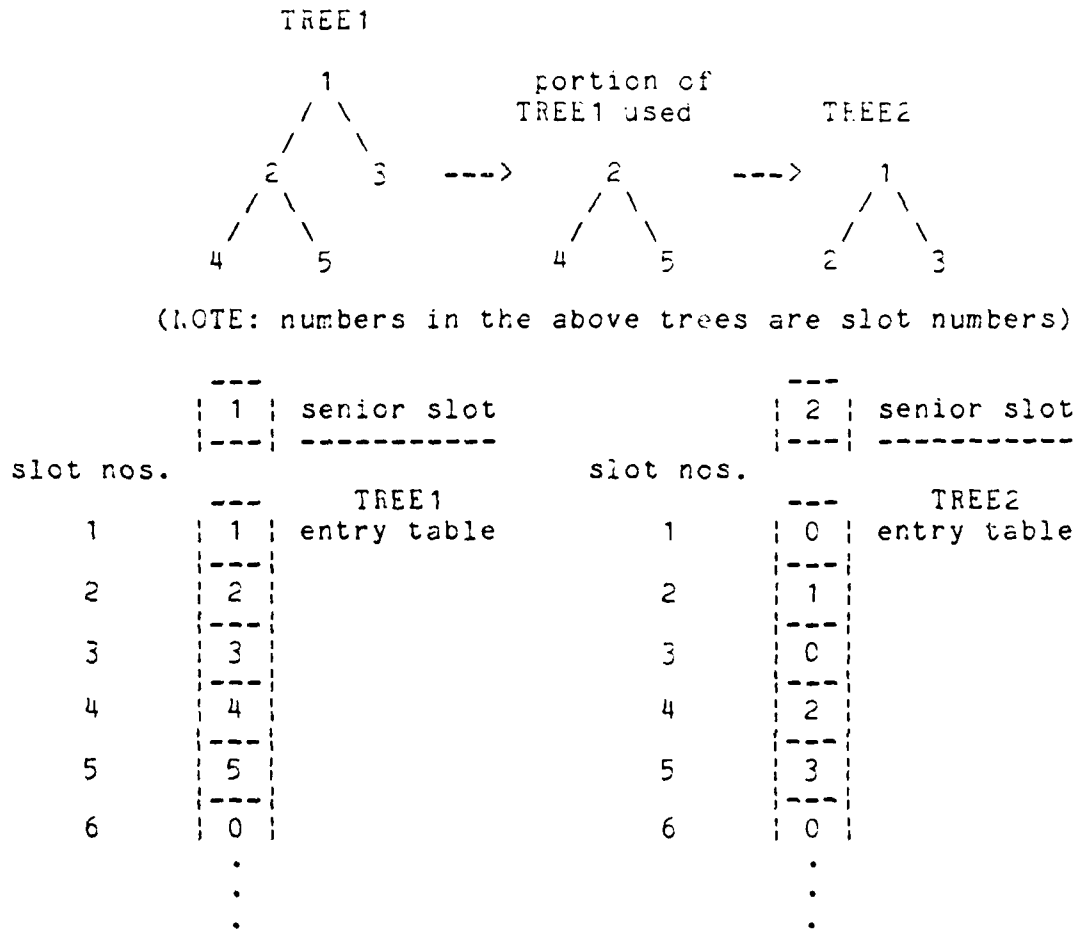 TREE1
1 portion of
/ \ TREE1 used TREE2
/ \
2 3 ---> 2 ---> 1
/ \ / \ / \
/ \ / \ / \
4 5 4 5 2 3
(NOTE: numbers in the above trees are slot numbers)
--- ---
| 1 | senior slot | 2 | senior slot
|---| ----------- |---| -----------
slot nos. slot nos.
--- TREE1 --- TREE2
1 | 1 | entry table 1 | 0 | entry table
|---| |---|
2 | 2 | 2 | 1 |
|---| |---|
3 | 3 | 3 | 0 |
|---| |---|
4 | 4 | 4 | 2 |
|---| |---|
5 | 5 | 5 | 3 |
|---| |---|
6 | 0 | 6 | 0 |
. .
. .
. .